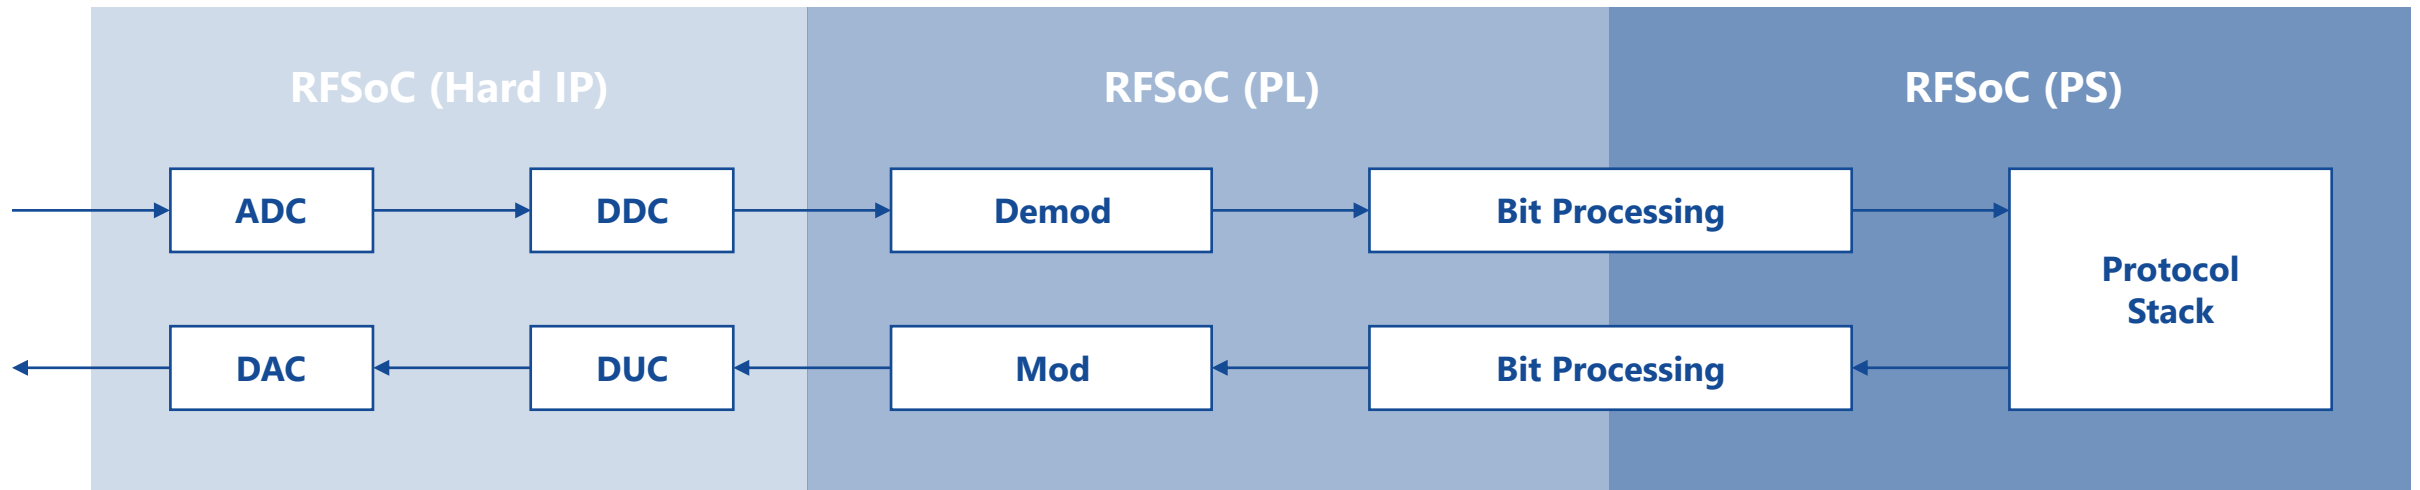 RFSoC (Hard IP)
RFSoC (PL)
RFSoC (PS)
ADC
DDC
Demod
Bit Processing
Protocol
Stack
DAC
DUC
Mod
Bit Processing